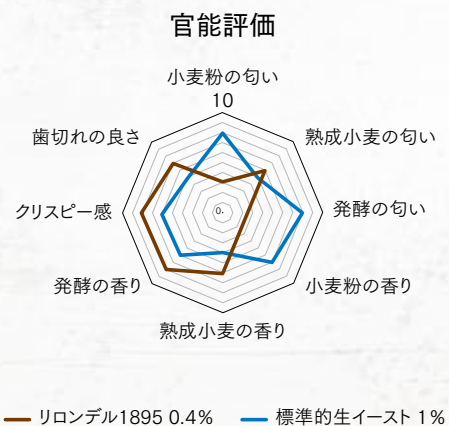 官能評価
小麦粉の匂い
10
歯切れの良さ
熟成小麦の匂い
クリスピー感
0.
発酵の匂い
発酵の香り
小麦粉の香り
熟成小麦の香り
リロンデル1895 0.4% 標準的生イースト 1%